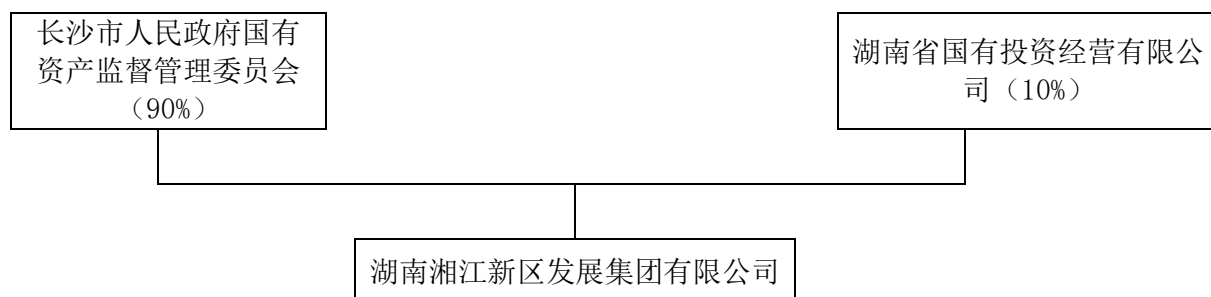 长沙市人民政府国有
资产监督管理委员会
（90%）
湖南省国有投资经营有限公
司（10%）
湖南湘江新区发展集团有限公司